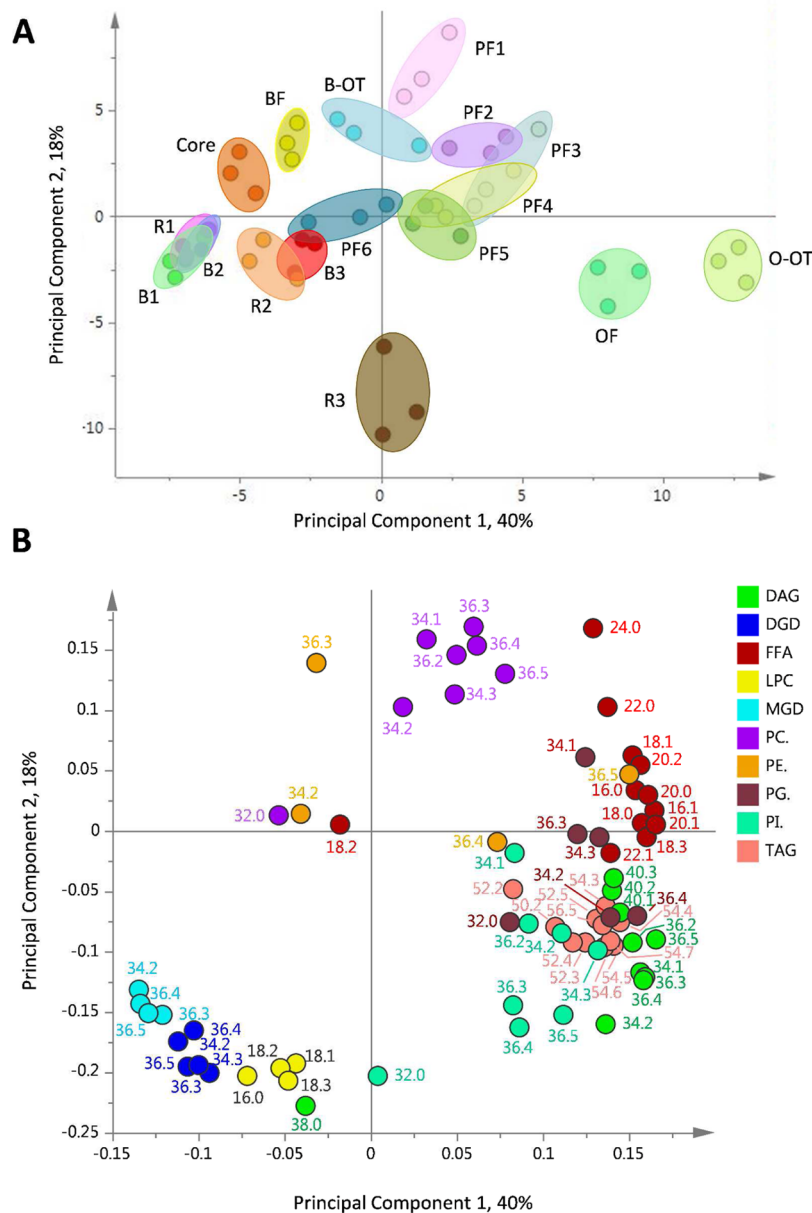 A
PF1
B-OT
BF
PF2
PF3
Core
5
Principal Component 2, 18%
0
PF4
R1
B2
PF6
PF5
B3
O-OT
B1
R2
OF
-5
R3
-10
-5
0
5
10
Principal Component 1, 40%
B
DAG
DGD
FFA
LPC
MGD
PC.
PE.
PG.
PI.
TAG
36.3
34.1
36.3
24.0
36.4
36.2
0.15
36.5
34.3
22.0
34.2
0.1
34.1
18.1
20.2
36.5
0.05
34.2
16.0
20.0
32.0
16.1
18.0
20.1
0
18.2
36.3
36.4
34.3
18.3
34.1
22.1
40.3
34.2
54.3
52.2
40.2
52.5
40.1
-0.05
50.2
56.5
54.4
36.4
32.0
36.2
36.2
34.2
36.5
-0.1
52.4
54.7
52.3
34.3
54.5
34.1
54.6
36.3
36.3
36.4
34.2
36.4
-0.15
36.3
36.5
36.4
34.2
36.5
36.4
34.2
18.2
18.1
36.5
34.3
-0.2
36.3
16.0
18.3
32.0
38.0
-0.25
-0.15
-0.1
-0.05
0
0.05
0.1
0.15
Principal Component 2, 18%
Principal Component 1, 40%